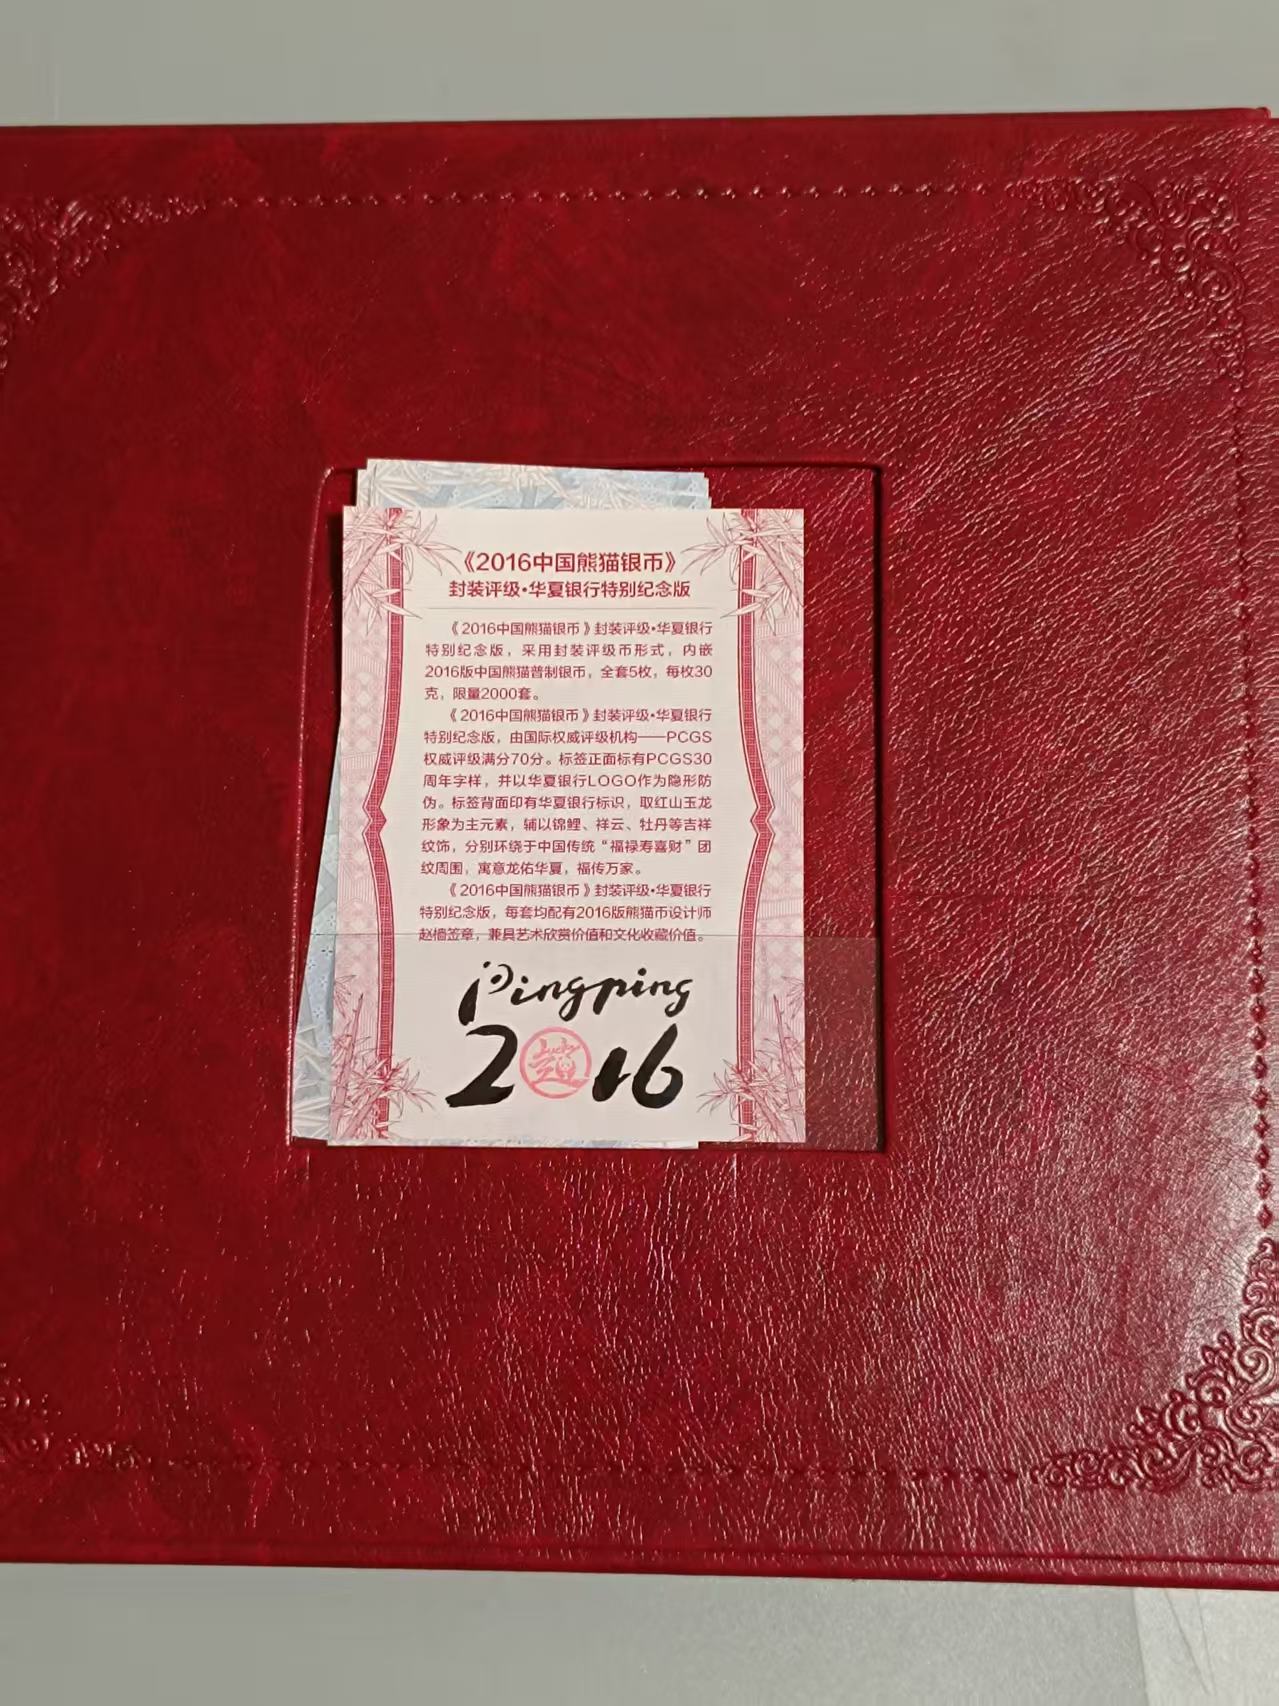 《2016中国熊猫银币》
封装评级•华夏银行特别纪念版
《2016中国熊猫银币》封装评级•华夏银行
特别纪念版，采用封装评级币形式，内嵌
2016版中国熊猫普制银币，全套5枚，每枚30
克，限量2000套。
《2016中国熊猫银币》封装评级•华夏银行
特别纪念版，由国际权威评级机构——PCGS
权威评级满分70分。标签正面标有PCGS30
周年字样，并以华夏银行LOGO作为隐形防
伪。标签背面印有华夏银行标识，取红山玉龙
形象为主元素，辅以锦鲤、祥云、牡丹等吉祥
纹饰，分别环绕于中国传统“福禄寿喜财”团
纹周围，寓意龙佑华夏，福传万家。
《2016中国熊猫银币》封装评级•华夏银行
特别纪念版，每套均配有2016版熊猫币设计师
赵樯签章，兼具艺术欣赏价值和文化收藏价值。
Pingping
2016